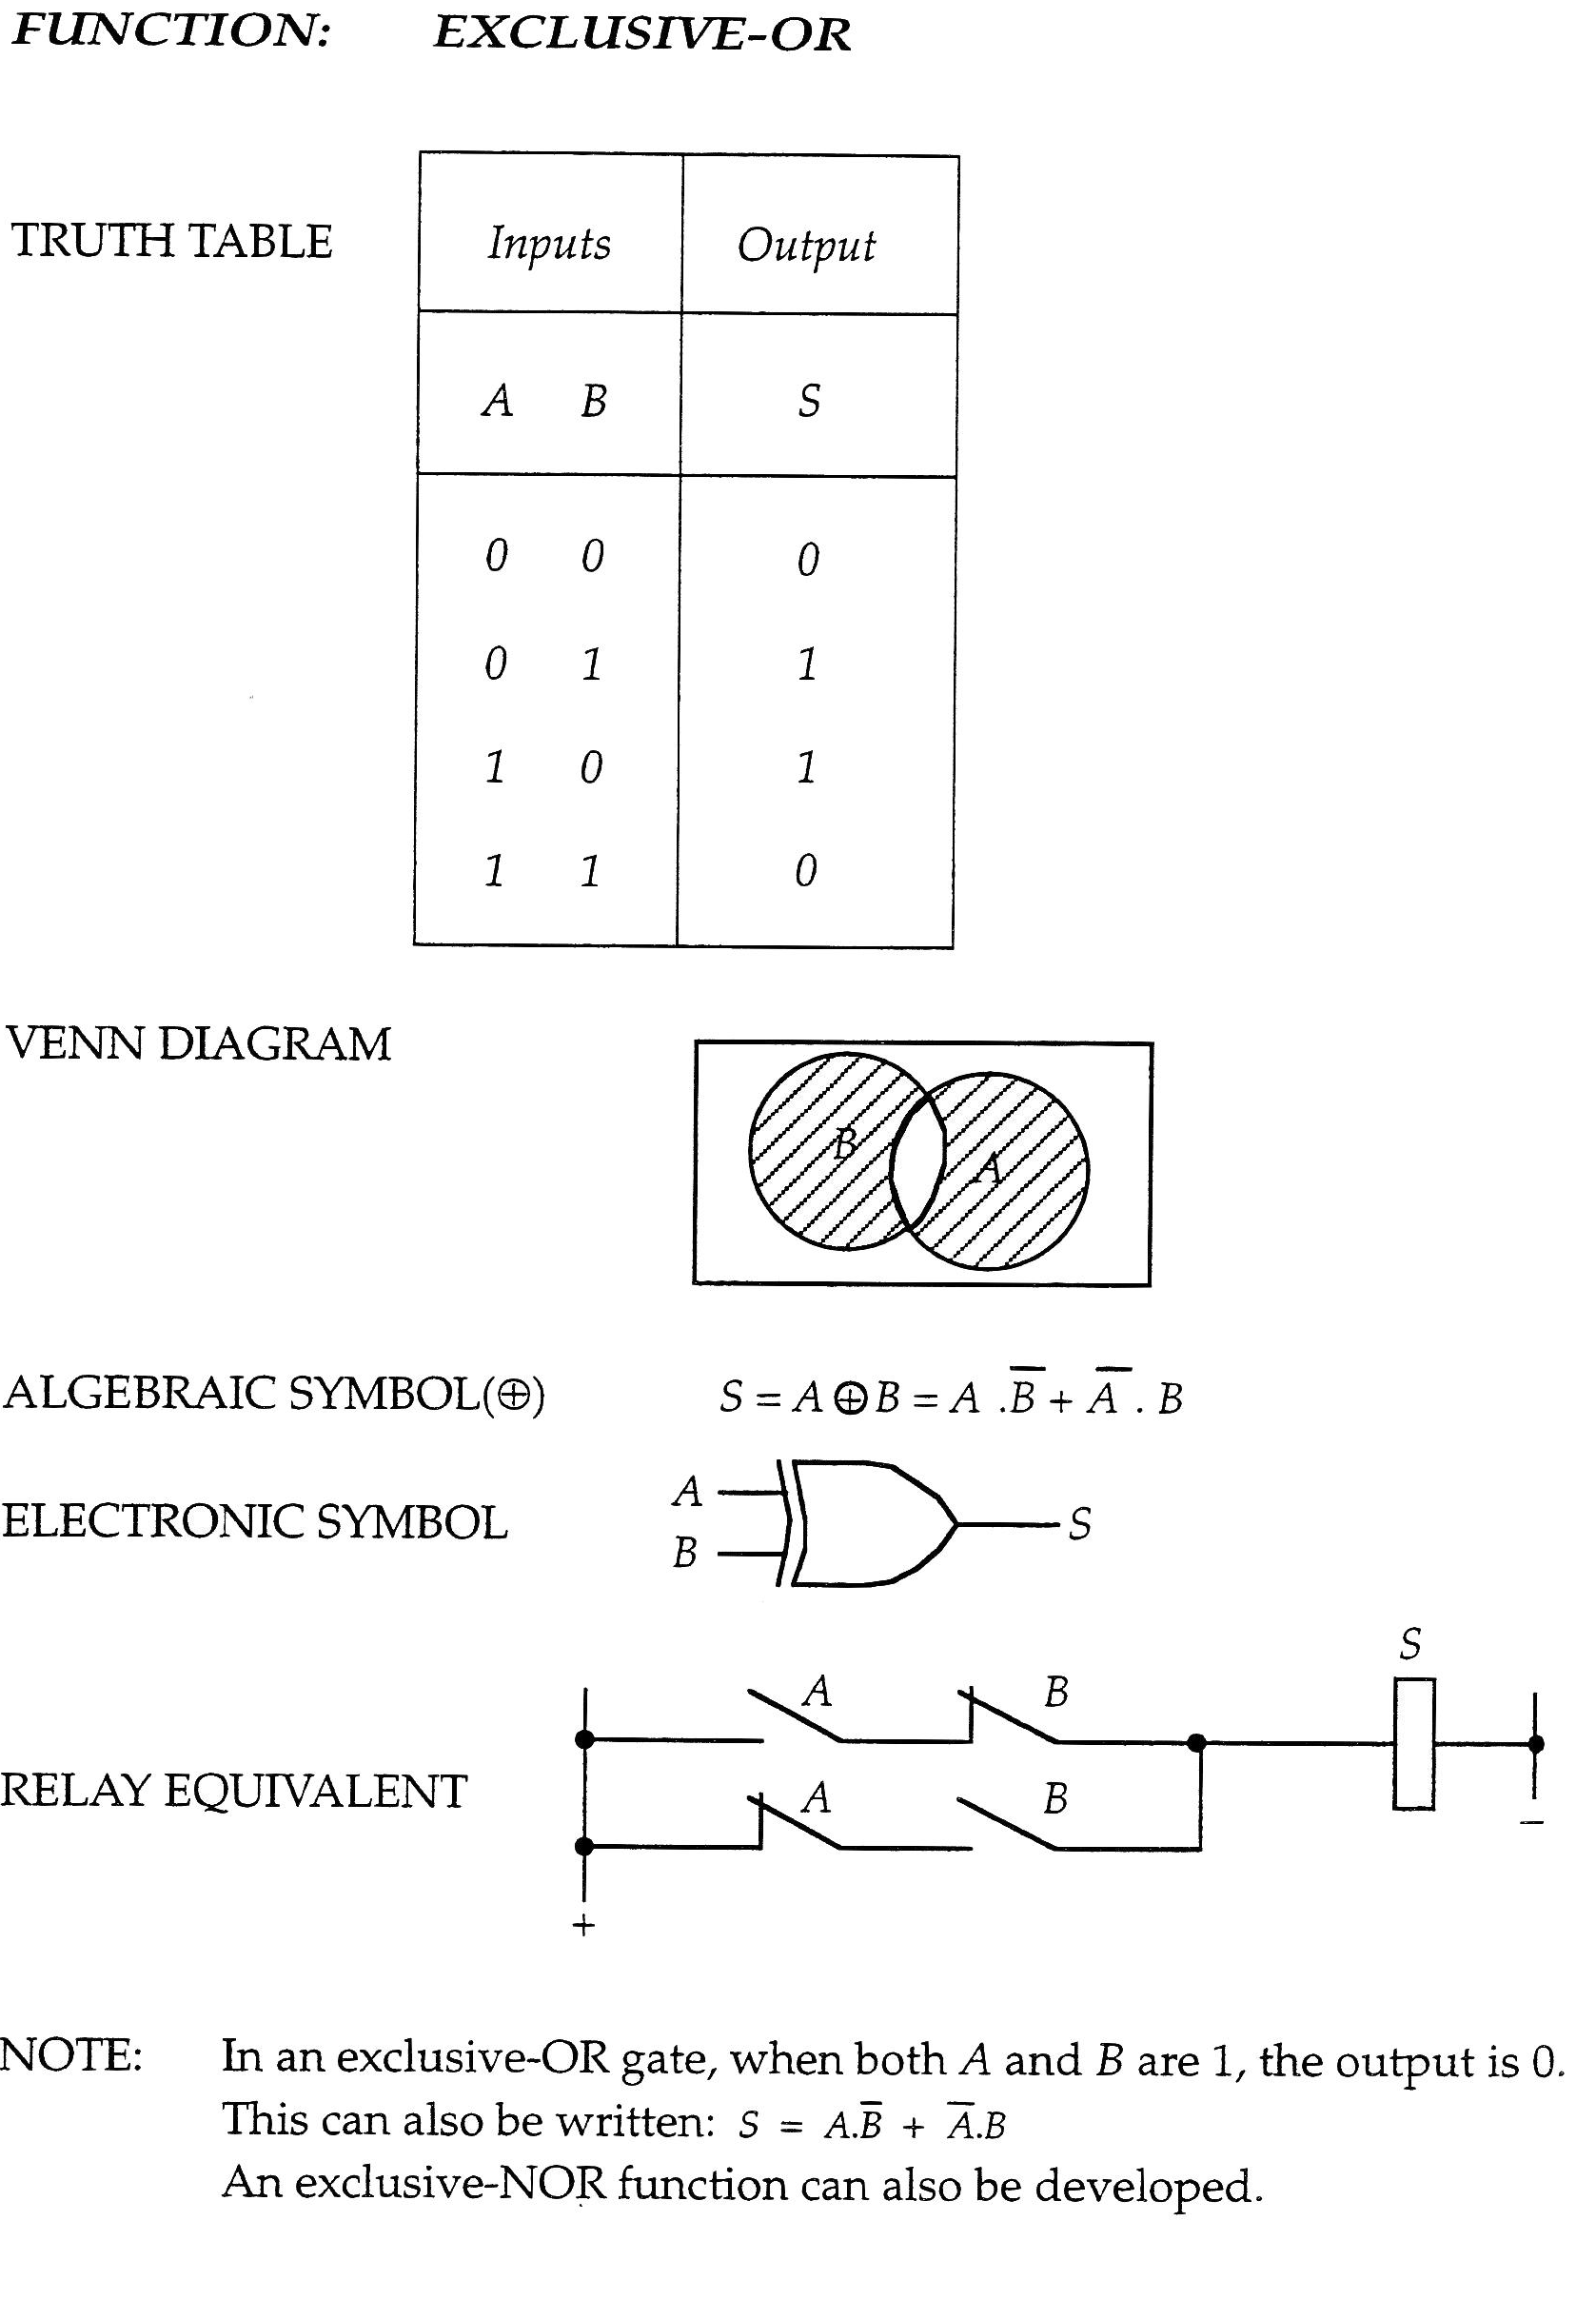 FUNCTION: EXCLUSIVE-OR
TRUTH TABLE
Inputs Output
A B S
0 0 0
0 1 1
1 0 1
1 1 0
VENN DIAGRAM
B
A
ALGEBRAIC SYMBOL(⊕) S = A ⊕ B = A .B̅ + A̅ . B
ELECTRONIC SYMBOL
A
B
S
S
A B
RELAY EQUIVALENT
A B
−
+
NOTE: In an exclusive-OR gate, when both A and B are 1, the output is 0.
This can also be written: S = A.B̅ + A̅.B
An exclusive-NOR function can also be developed.